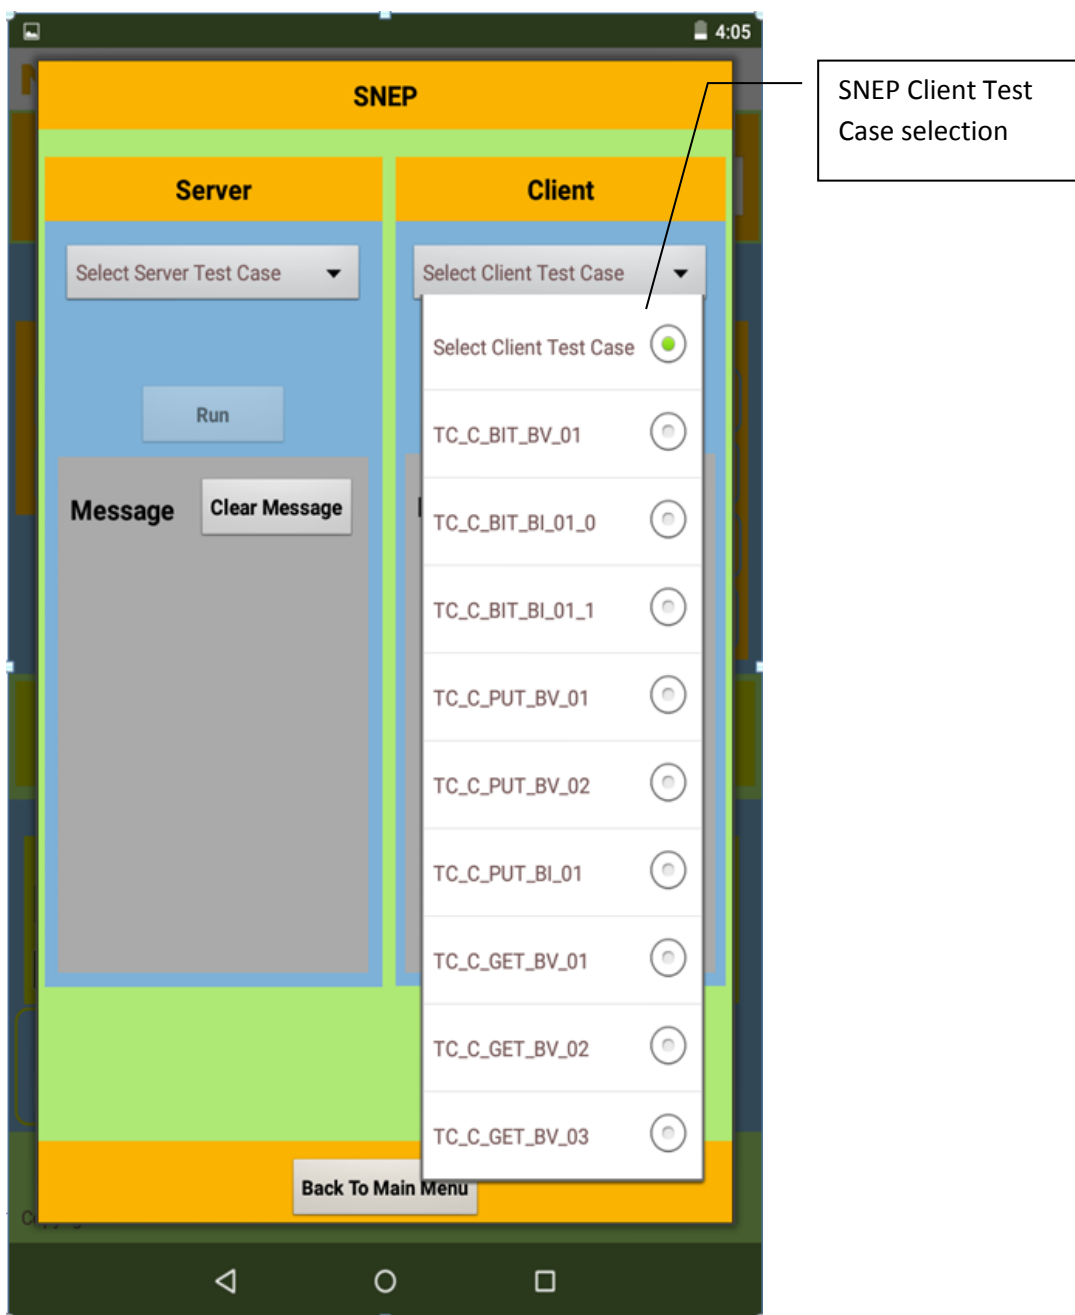 4:05
SNEP
SNEP Client Test
Case selection
Server
Client
Select Server Test Case
Select Client Test Case
Select Client Test Case
Run
TC_C_BIT_BV_01
Message
Clear Message
TC_C_BIT_BI_01_0
TC_C_BIT_BI_01_1
TC_C_PUT_BV_01
TC_C_PUT_BV_02
TC_C_PUT_BI_01
TC_C_GET_BV_01
TC_C_GET_BV_02
TC_C_GET_BV_03
Back To Main Menu